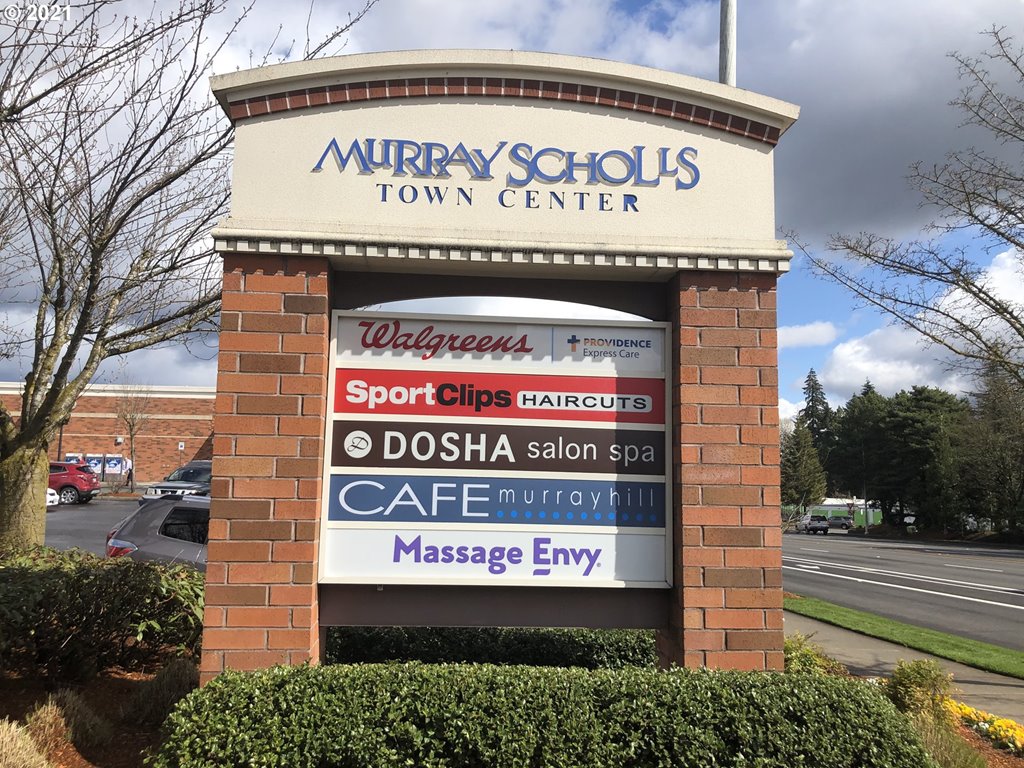 © 2021
MURRAY SCHOLLS
TOWN CENTER
Walgreens
PROVIDENCE
Express Care
SportClips HAIRCUTS
D DOSHA salon spa
CAFE murrayhill
Massage Envy